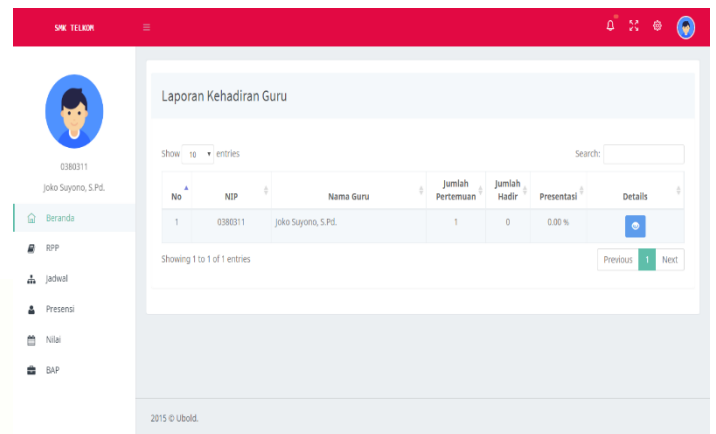 SMK TELKOM
0380311
Joko Suyono, S.Pd.
Beranda
RPP
Jadwal
Presensi
Nilai
BAP
Laporan Kehadiran Guru
Show 10 entries
Search:
No NIP Nama Guru Jumlah Pertemuan Jumlah Hadir Presentasi Details
1 0380311 Joko Suyono, S.Pd. 1 0 0.00 %
Showing 1 to 1 of 1 entries
Previous 1 Next
2015 © Ubold.